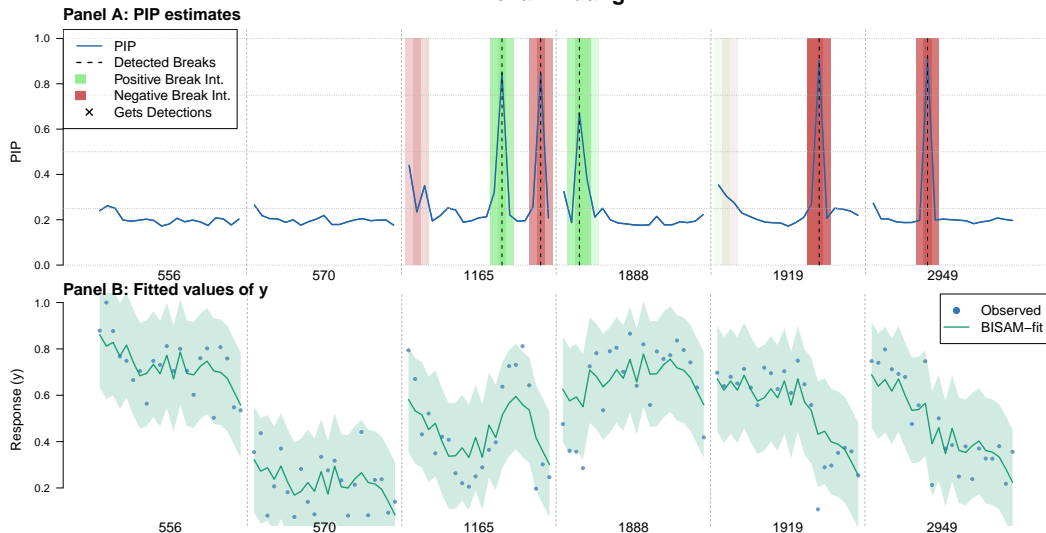 Panel A: PIP estimates
1.0
0.8
0.6
0.4
0.2
0.0
PIP
PIP
Detected Breaks
Positive Break Int.
Negative Break Int.
Gets Detections
556
570
1165
1888
1919
2949
Panel B: Fitted values of y
1.0
0.8
0.6
0.4
0.2
Response (y)
Observed
BISAM−fit
556
570
1165
1888
1919
2949